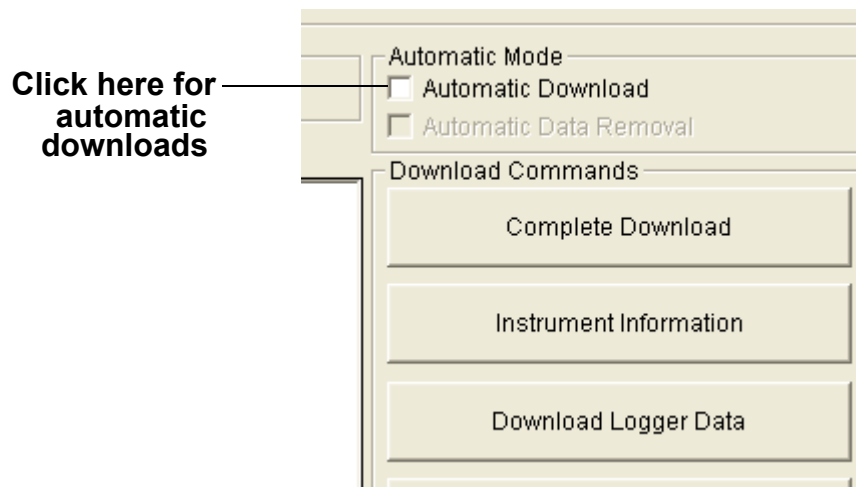 Click here for
automatic
downloads
Automatic Mode
Automatic Download
Automatic Data Removal
Download Commands
Complete Download
Instrument Information
Download Logger Data